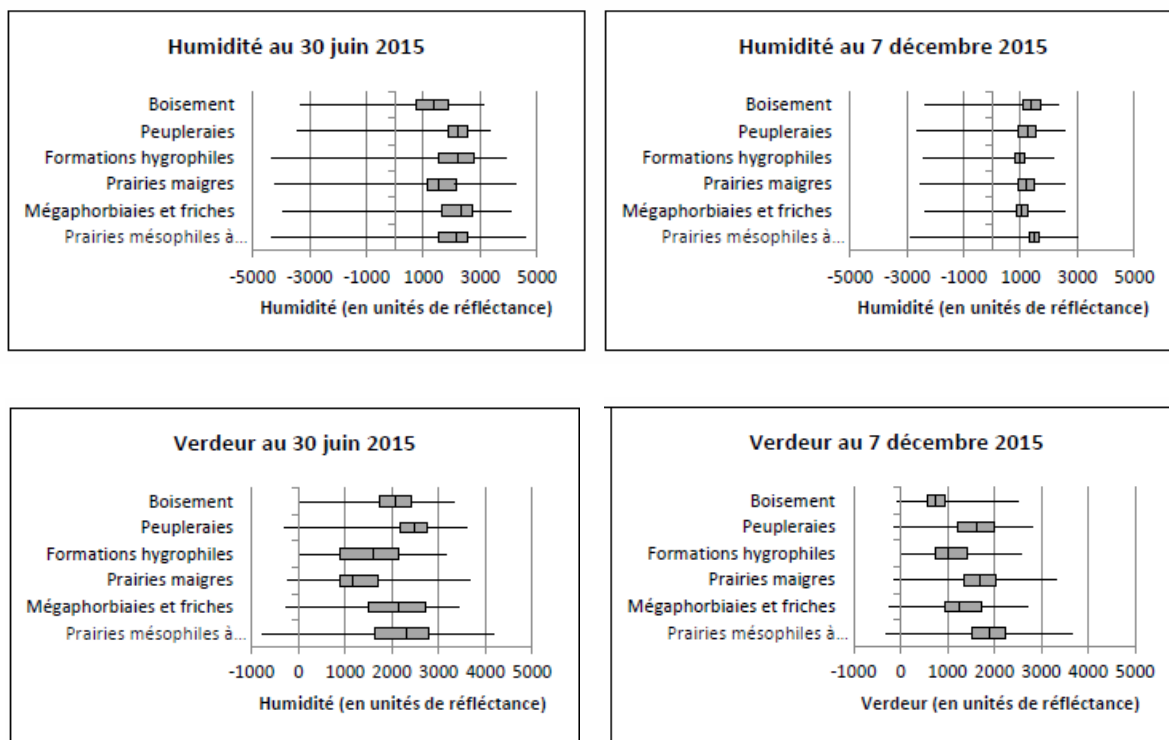 Humidité au 30 juin 2015
Boisement
Peupleraies
Formations hygrophiles
Prairies maigres
Mégaphorbiaies et friches
Prairies mésophiles à...
-5000 -3000 -1000 1000 3000 5000
Humidité (en unités de réfléctance)
Humidité au 7 décembre 2015
Boisement
Peupleraies
Formations hygrophiles
Prairies maigres
Mégaphorbiaies et friches
Prairies mésophiles à...
-5000 -3000 -1000 1000 3000 5000
Humidité (en unités de réfléctance)
Verdeur au 30 juin 2015
Boisement
Peupleraies
Formations hygrophiles
Prairies maigres
Mégaphorbiaies et friches
Prairies mésophiles à...
-1000 0 1000 2000 3000 4000 5000
Humidité (en unités de réfléctance)
Verdeur au 7 décembre 2015
Boisement
Peupleraies
Formations hygrophiles
Prairies maigres
Mégaphorbiaies et friches
Prairies mésophiles à...
-1000 0 1000 2000 3000 4000 5000
Verdeur (en unités de réfléctance)